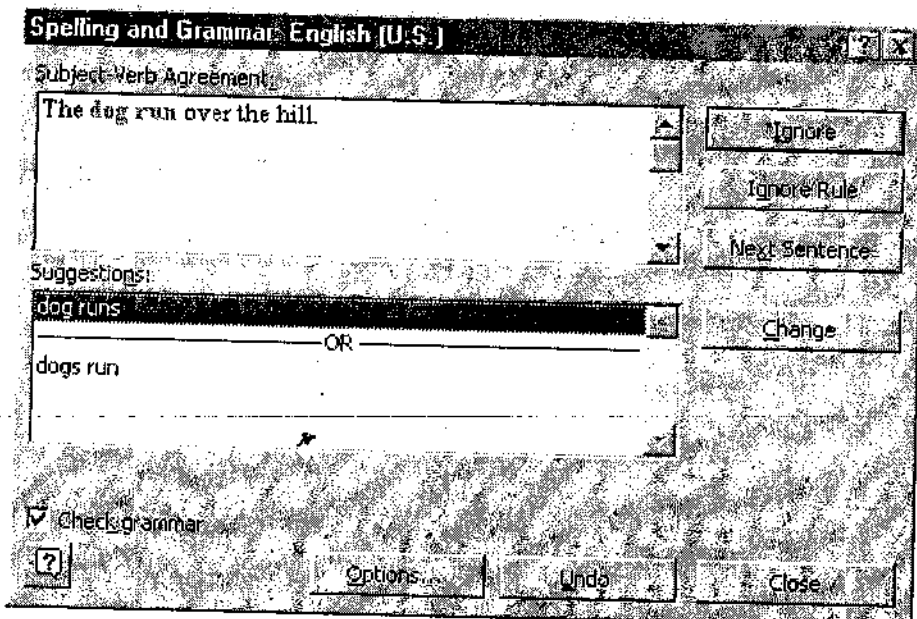 Spelling and Grammar: English (U.S.)
Subject-Verb Agreement:
The dog run over the hill.
Ignore
Ignore Rule
Next Sentence
Suggestions:
dog runs
OR
dogs run
Change
Check grammar
Options...
Undo
Close